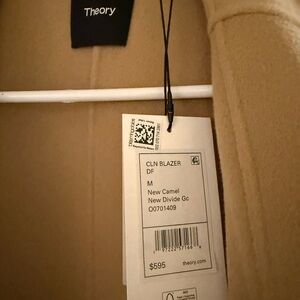 Theory
CLN BLAZER
DF
M
New Camel
New Divide Gc
O0701409
$595
theory.com